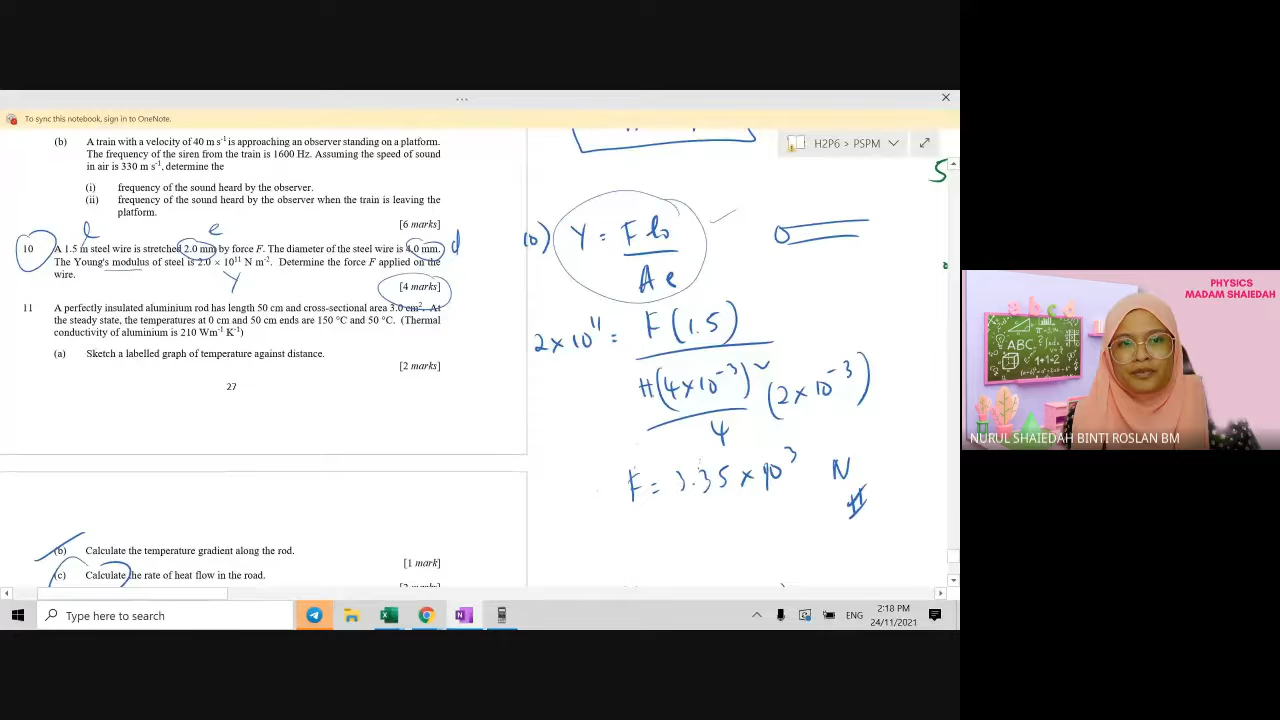 To sync this notebook, sign in to OneNote.
H2P6 > PSPM
(b) A train with a velocity of 40 m s⁻¹ is approaching an observer standing on a platform.
The frequency of the siren from the train is 1600 Hz. Assuming the speed of sound
in air is 330 m s⁻¹, determine the
(i) frequency of the sound heard by the observer.
(ii) frequency of the sound heard by the observer when the train is leaving the
platform.
[6 marks]
l e
10 A 1.5 m steel wire is stretched 2.0 mm by force F. The diameter of the steel wire is 4.0 mm. d
The Young's modulus of steel is 2.0 × 10¹¹ N m⁻². Determine the force F applied on the
wire. Y
[4 marks]
11 A perfectly insulated aluminium rod has length 50 cm and cross-sectional area 3.0 cm². At
the steady state, the temperatures at 0 cm and 50 cm ends are 150 °C and 50 °C. (Thermal
conductivity of aluminium is 210 Wm⁻¹ K⁻¹)
(a) Sketch a labelled graph of temperature against distance.
[2 marks]
27
(b) Calculate the temperature gradient along the rod.
[1 mark]
(c) Calculate the rate of heat flow in the road.
Y = F l₀
A e
2 × 10¹¹ = F (1.5)
π(4×10⁻³)² (2×10⁻³)
4
F = 3.35 × 10³ N
5
PHYSICS
MADAM SHAIEDAH
ABC
1+1=2
NURUL SHAIEDAH BINTI ROSLAN BM
Type here to search
ENG
2:18 PM
24/11/2021